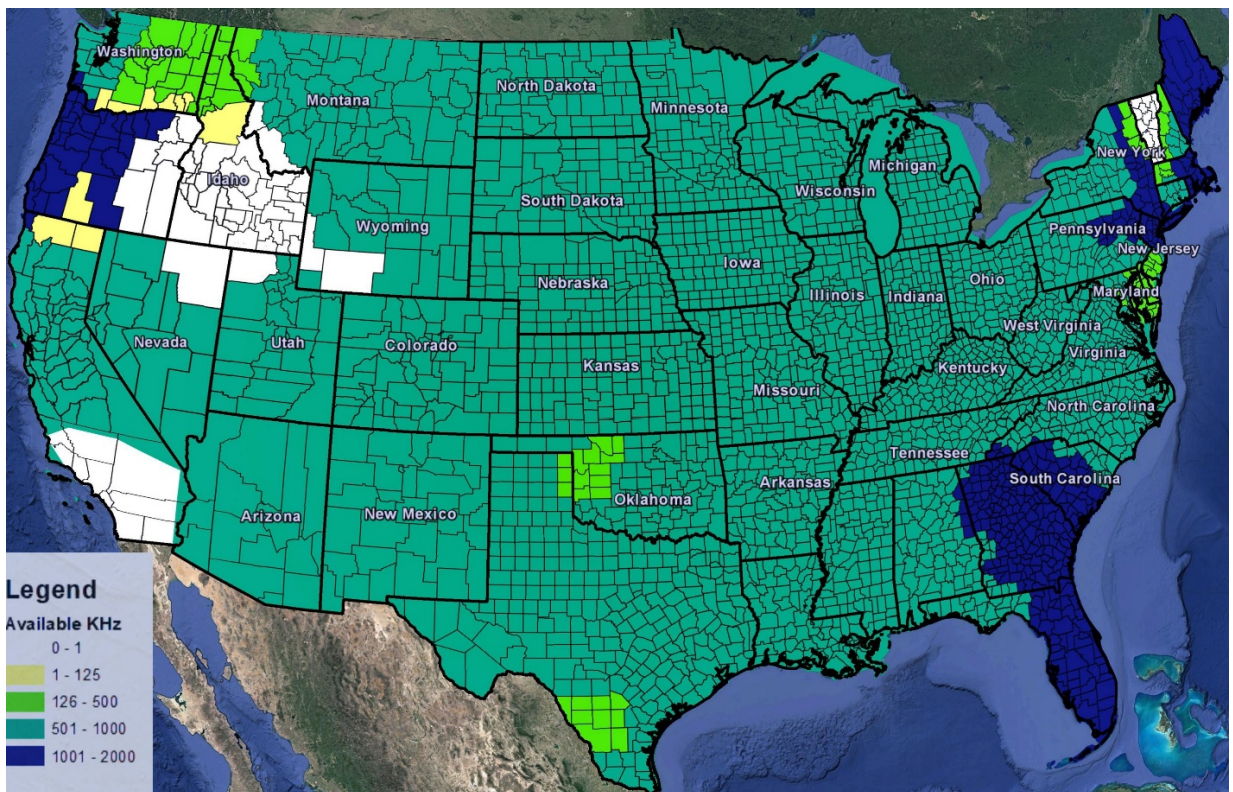 Washington
Montana
North Dakota
Minnesota
Michigan
New York
Idaho
Wyoming
South Dakota
Wisconsin
Pennsylvania
New Jersey
Iowa
Nebraska
Illinois
Indiana
Ohio
Maryland
Nevada
Utah
Colorado
Kansas
Missouri
Kentucky
West Virginia
Virginia
North Carolina
Tennessee
South Carolina
Arizona
New Mexico
Oklahoma
Arkansas
Legend
Available KHz
0 - 1
1 - 125
126 - 500
501 - 1000
1001 - 2000